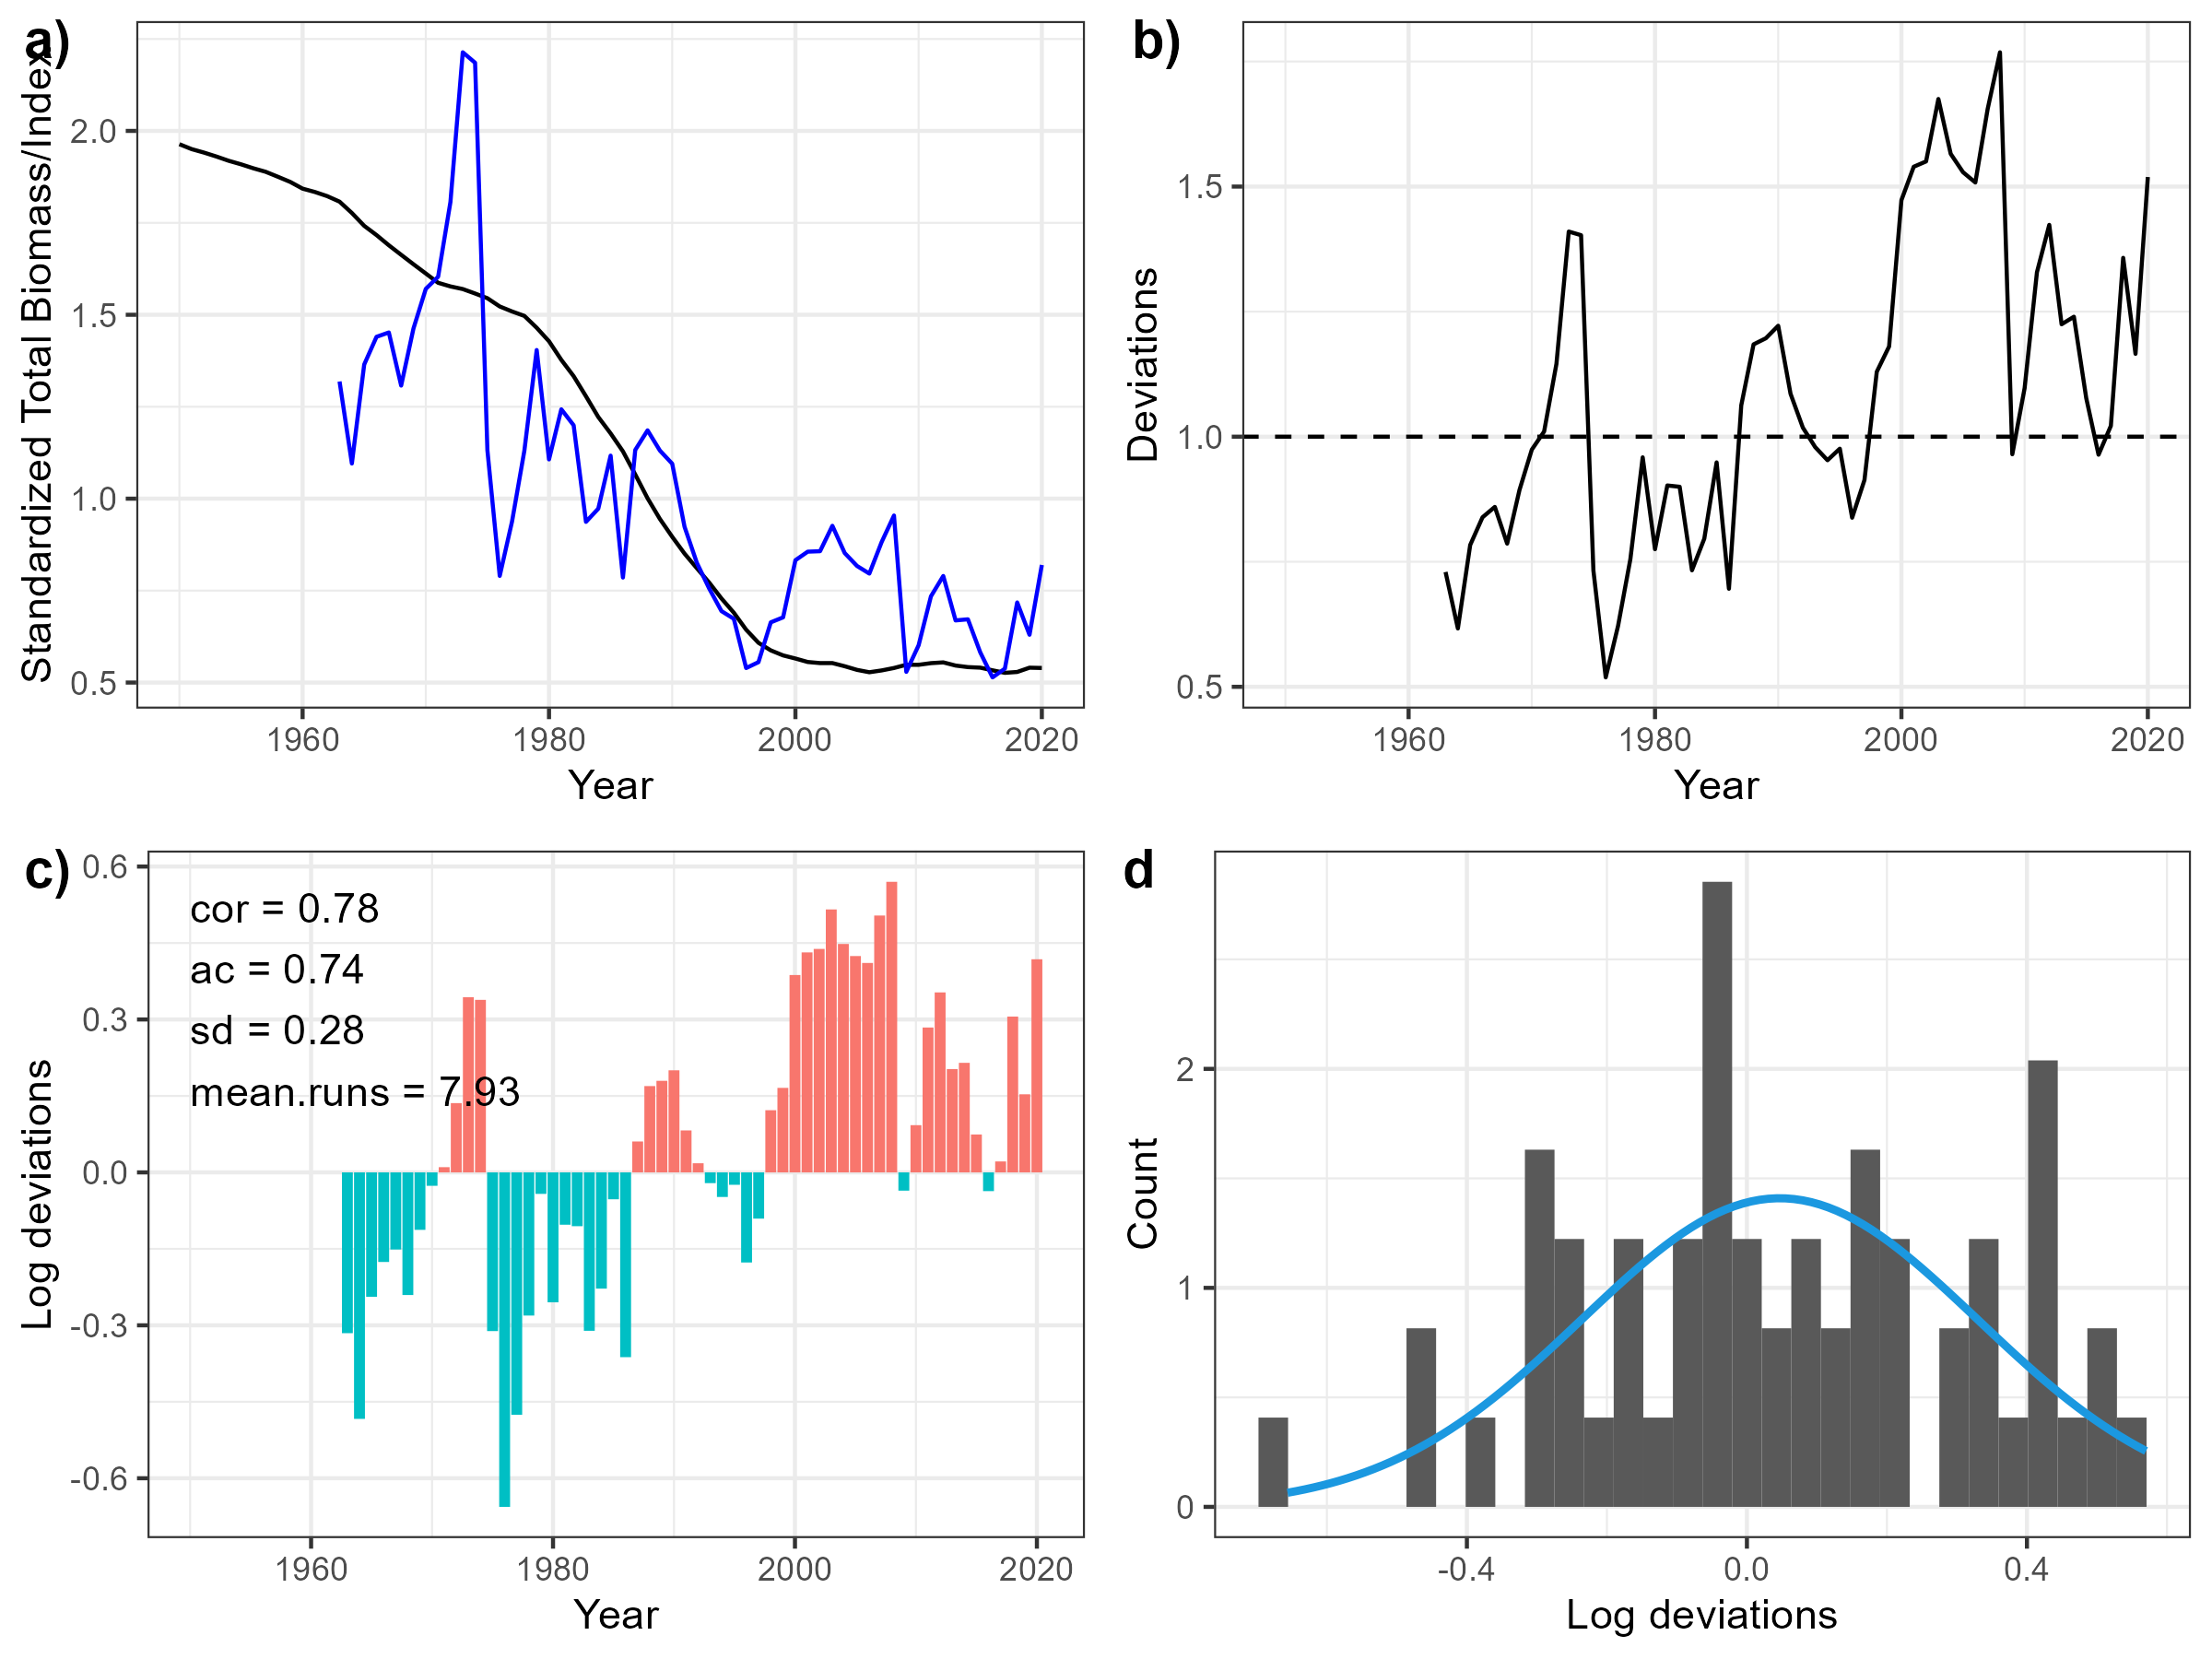 a)
Standardized Total Biomass/Index
2.0
1.5
1.0
0.5
1960 1980 2000 2020
Year
b)
Deviations
1.5
1.0
0.5
1960 1980 2000 2020
Year
c)
Log deviations
0.6
0.3
0.0
-0.3
-0.6
cor = 0.78
ac = 0.74
sd = 0.28
mean.runs = 7.93
1960 1980 2000 2020
Year
d
Count
2
1
0
-0.4 0.0 0.4
Log deviations